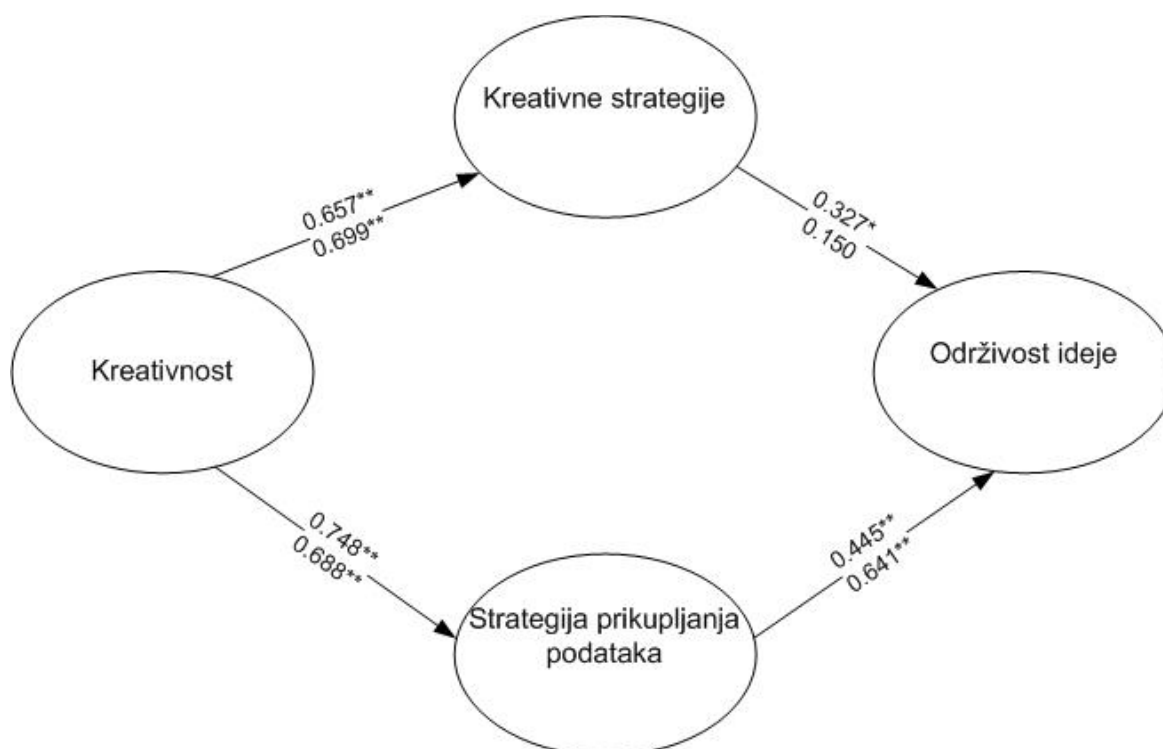 Kreativne strategije
0.657**
0.699**
0.327*
0.150
Kreativnost
Održivost ideje
0.748**
0.688**
0.445**
0.641**
Strategija prikupljanja
podataka